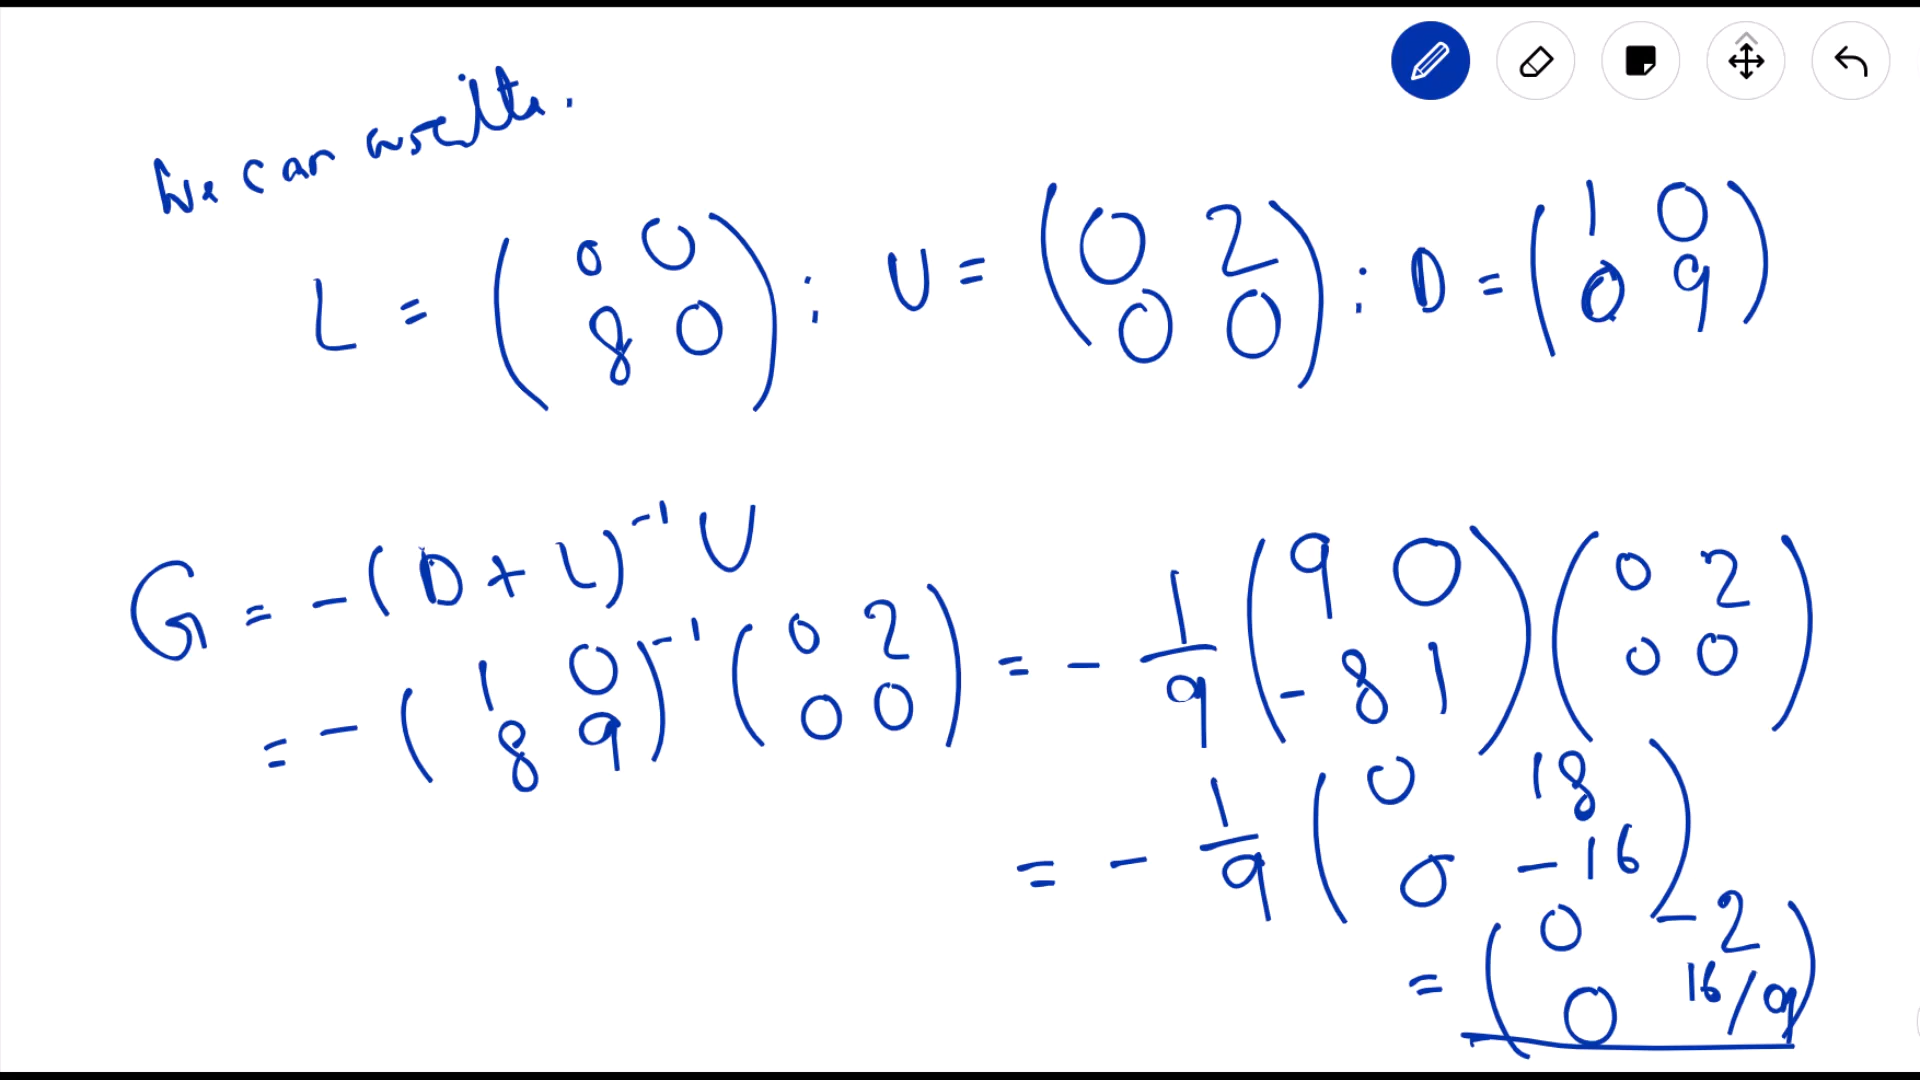 We can write.
L = ( 0 0 ; 8 0 ) ; U = ( 0 2 ; 0 0 ) ; D = ( 1 0 ; 0 9 )
G = -(D + L)⁻¹ U
= - ( 1 0 ; 8 9 )⁻¹ ( 0 2 ; 0 0 ) = - 1/9 ( 9 0 ; -8 1 ) ( 0 2 ; 0 0 )
= - 1/9 ( 0 18 ; 0 -16 )
= ( 0 -2 ; 0 16/9 )